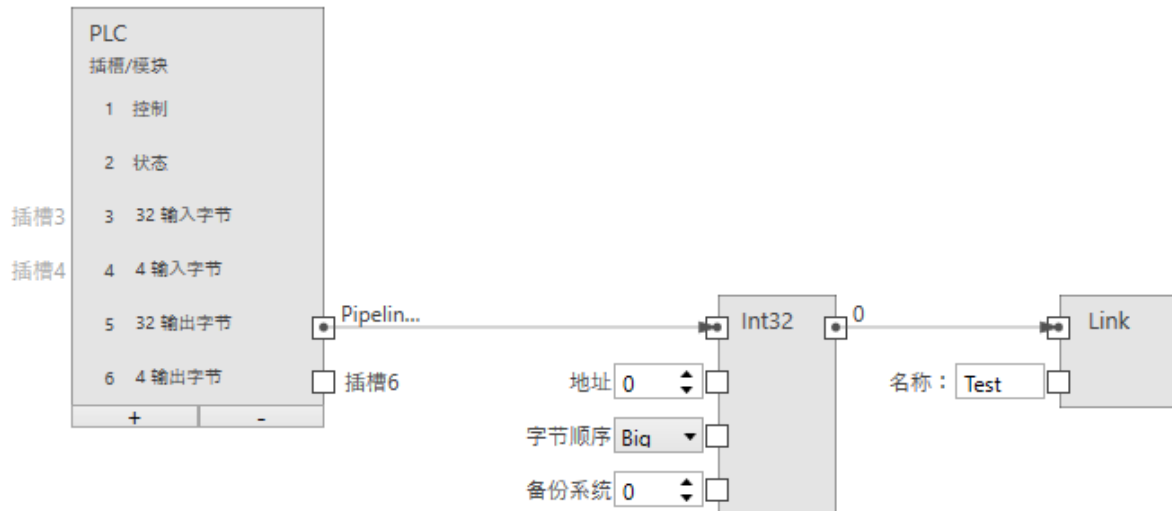 PLC
插槽/模块
1 控制
2 状态
插槽3 3 32 输入字节
插槽4 4 4 输入字节
5 32 输出字节 Pipelin... Int32 0 Link
6 4 输出字节 插槽6 地址 0 名称： Test
+ -
字节顺序 Big
备份系统 0